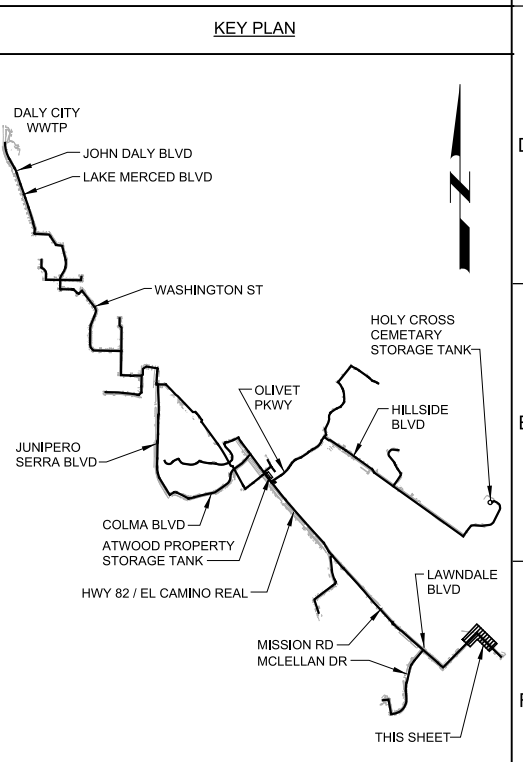 KEY PLAN
DALY CITY
WWTP
JOHN DALY BLVD
LAKE MERCED BLVD
N
WASHINGTON ST
HOLY CROSS
CEMETARY
STORAGE TANK
OLIVET
PKWY
HILLSIDE
BLVD
JUNIPERO
SERRA BLVD
COLMA BLVD
ATWOOD PROPERTY
STORAGE TANK
HWY 82 / EL CAMINO REAL
LAWNDALE
BLVD
MISSION RD
MCLELLAN DR
THIS SHEET